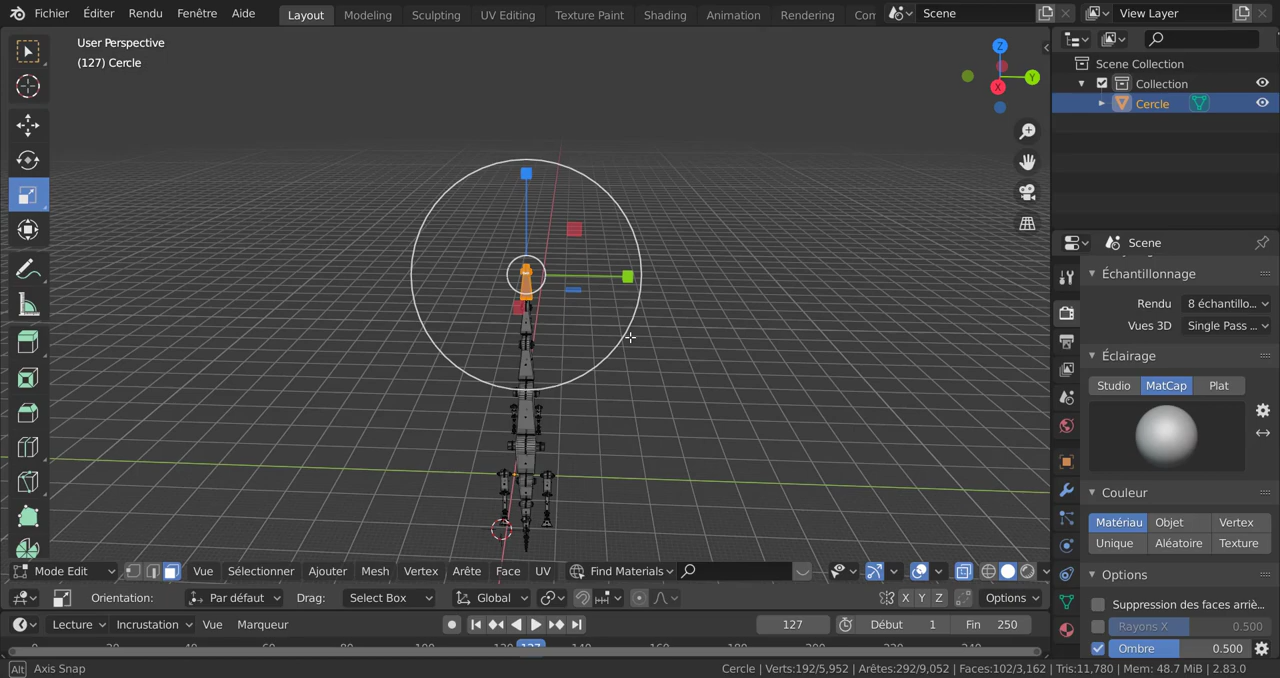 Fichier Éditer Rendu Fenêtre Aide Layout Modeling Sculpting UV Editing Texture Paint Shading Animation Rendering Con Scene View Layer
User Perspective
(127) Cercle
Z
Y
X
Scene Collection
Collection
Cercle
Scene
Échantillonnage
Rendu 8 échantillo...
Vues 3D Single Pass ...
Éclairage
Studio MatCap Plat
Couleur
Matériau Objet Vertex
Unique Aléatoire Texture
Options
Suppression des faces arriè...
Rayons X 0.500
Ombre 0.500
Mode Edit Vue Sélectionner Ajouter Mesh Vertex Arête Face UV Find Materials
Orientation: Par défaut Drag: Select Box Global X Y Z Options
Lecture Incrustation Vue Marqueur 127 Début 1 Fin 250
Alt Axis Snap
Cercle | Verts:192/5,952 | Arêtes:292/9,052 | Faces:102/3,162 | Tris:11,780 | Mem: 48.7 MiB | 2.83.0